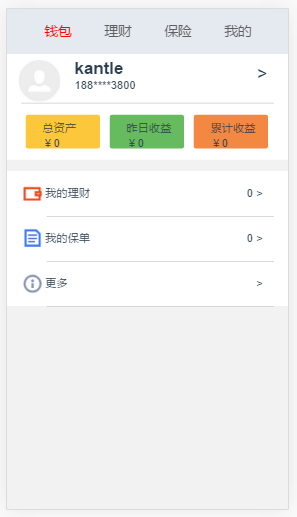 钱包 理财 保险 我的
kantle
188****3800
>
总资产 昨日收益 累计收益
¥ 0 ¥ 0 ¥ 0
我的理财 0 >
我的保单 0 >
更多 >